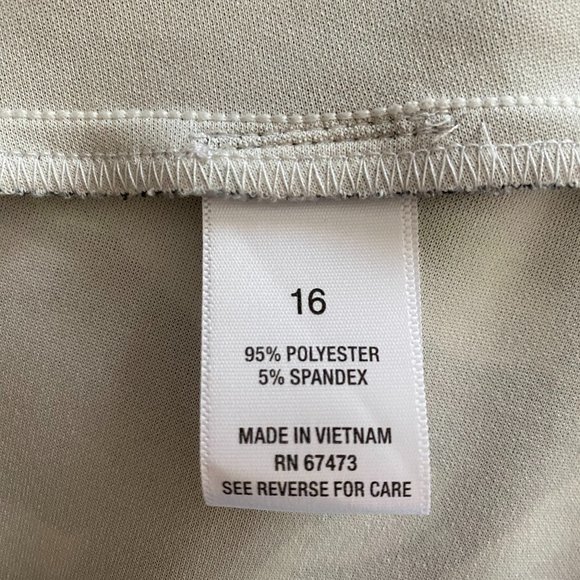 16
95% POLYESTER
5% SPANDEX
MADE IN VIETNAM
RN 67473
SEE REVERSE FOR CARE